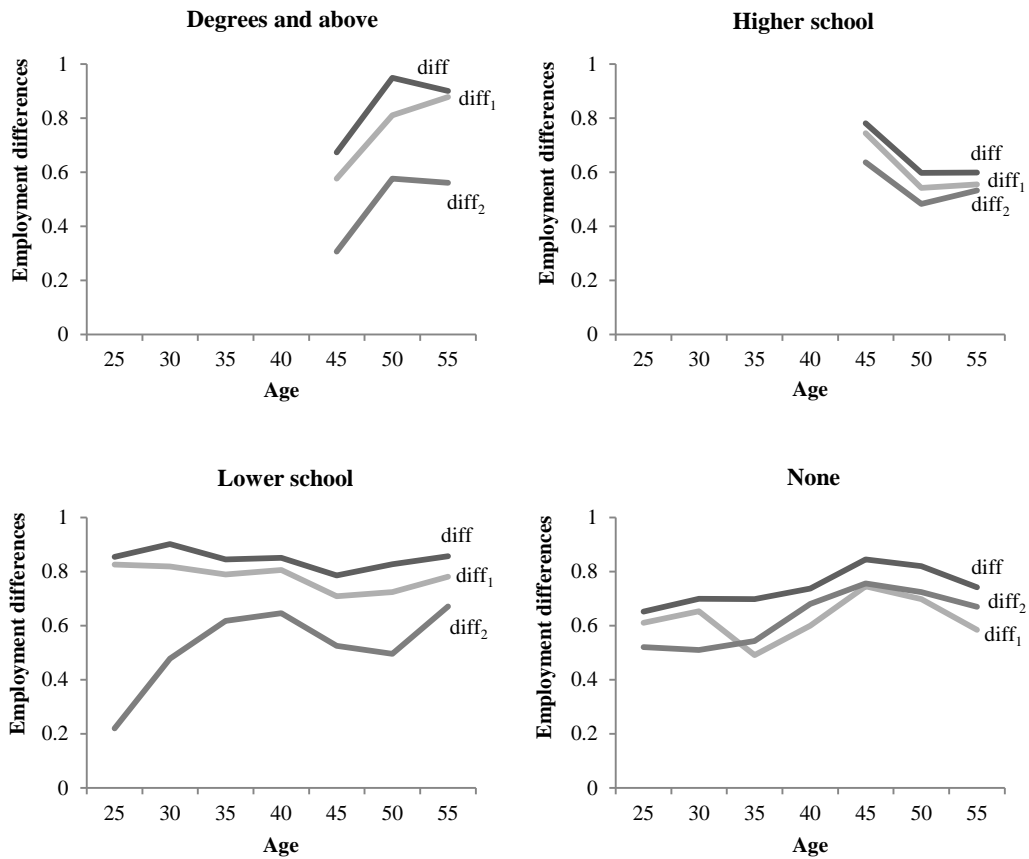 Degrees and above
Employment differences
1
0.8
0.6
0.4
0.2
0
diff
diff₁
diff₂
25 30 35 40 45 50 55
Age
Higher school
Employment differences
1
0.8
0.6
0.4
0.2
0
diff
diff₁
diff₂
25 30 35 40 45 50 55
Age
Lower school
Employment differences
1
0.8
0.6
0.4
0.2
0
diff
diff₁
diff₂
25 30 35 40 45 50 55
Age
None
Employment differences
1
0.8
0.6
0.4
0.2
0
diff
diff₂
diff₁
25 30 35 40 45 50 55
Age